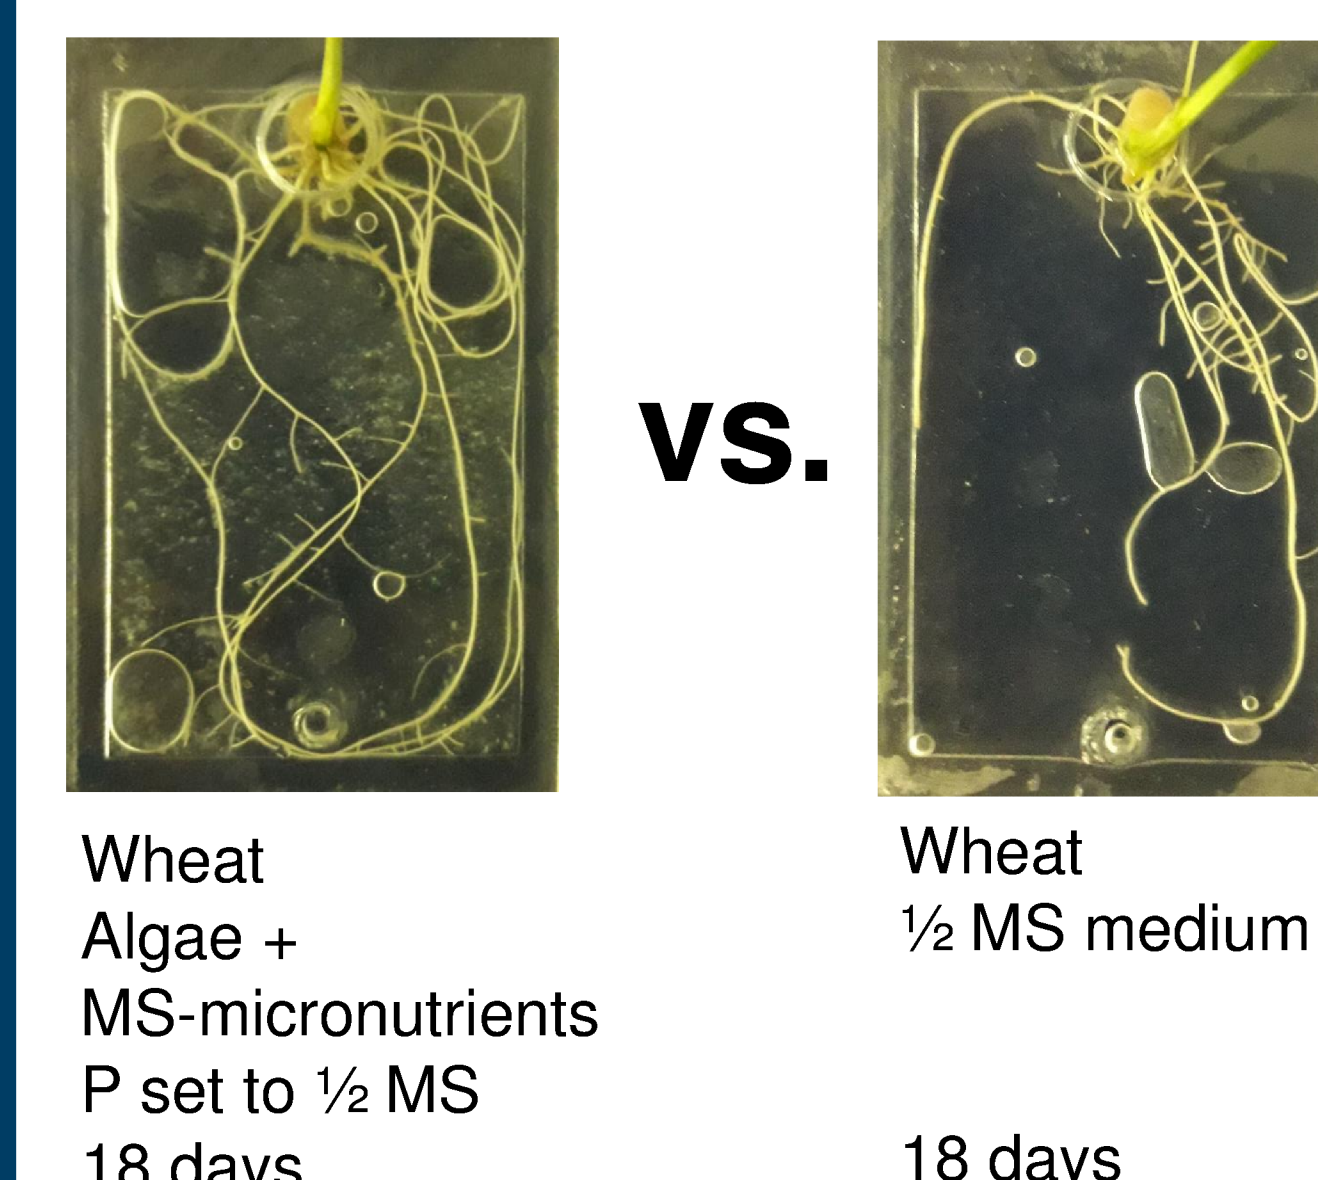 vs.
Wheat
Algae +
MS-micronutrients
P set to ½ MS
18 days
Wheat
½ MS medium
18 days